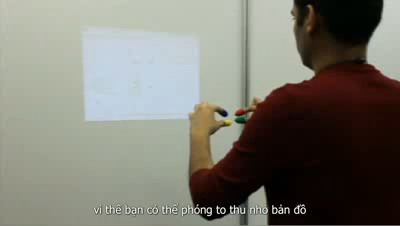 vì thế bạn có thể phóng to thu nhỏ bản đồ